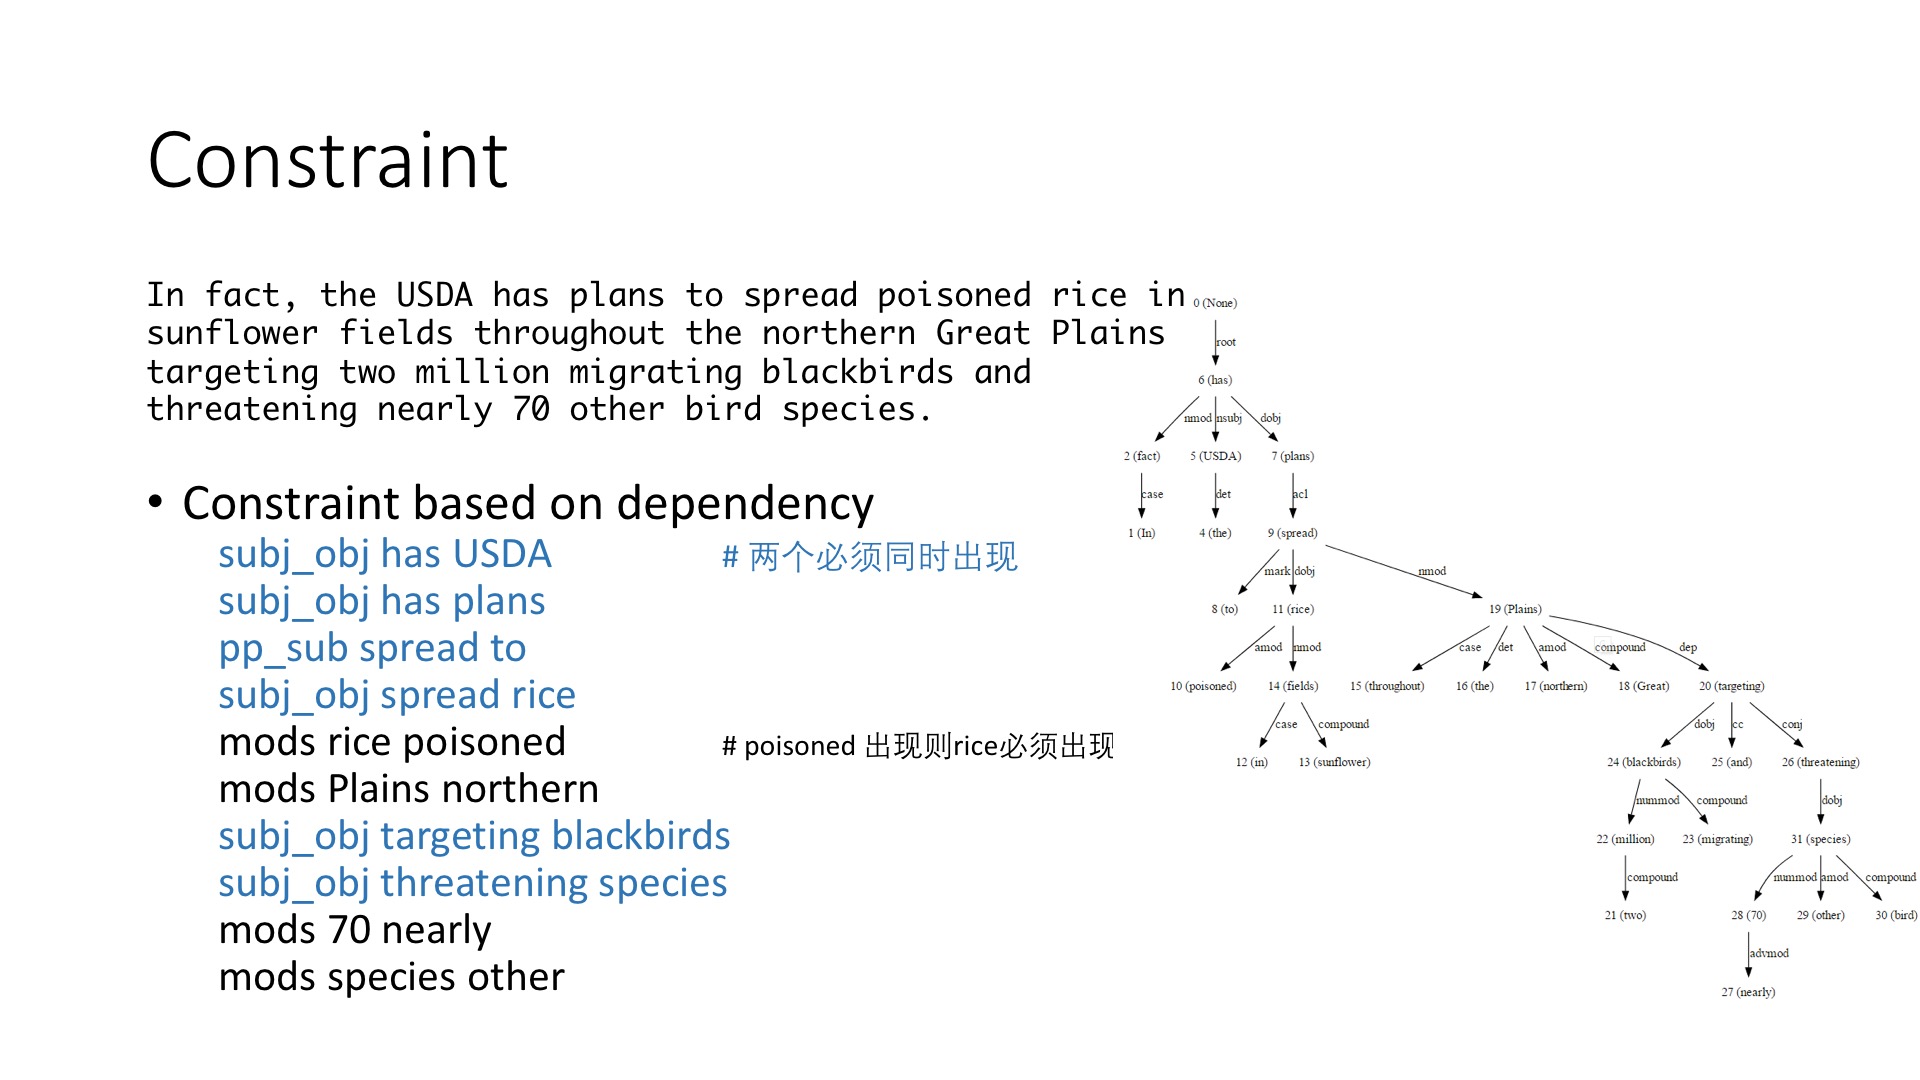 Constraint
In fact, the USDA has plans to spread poisoned rice in
sunflower fields throughout the northern Great Plains
targeting two million migrating blackbirds and
threatening nearly 70 other bird species.
• Constraint based on dependency
subj_obj has USDA # 两个必须同时出现
subj_obj has plans
pp_sub spread to
subj_obj spread rice
mods rice poisoned # poisoned 出现则rice必须出现
mods Plains northern
subj_obj targeting blackbirds
subj_obj threatening species
mods 70 nearly
mods species other
0 (None)
root
6 (has)
nmod nsubj dobj
2 (fact) 5 (USDA) 7 (plans)
case det acl
1 (In) 4 (the) 9 (spread)
mark dobj nmod
8 (to) 11 (rice) 19 (Plains)
amod nmod case det amod compound dep
10 (poisoned) 14 (fields) 15 (throughout) 16 (the) 17 (northern) 18 (Great) 20 (targeting)
case compound dobj cc conj
12 (in) 13 (sunflower) 24 (blackbirds) 25 (and) 26 (threatening)
nummod compound dobj
22 (million) 23 (migrating) 31 (species)
compound nummod amod compound
21 (two) 28 (70) 29 (other) 30 (bird)
advmod
27 (nearly)